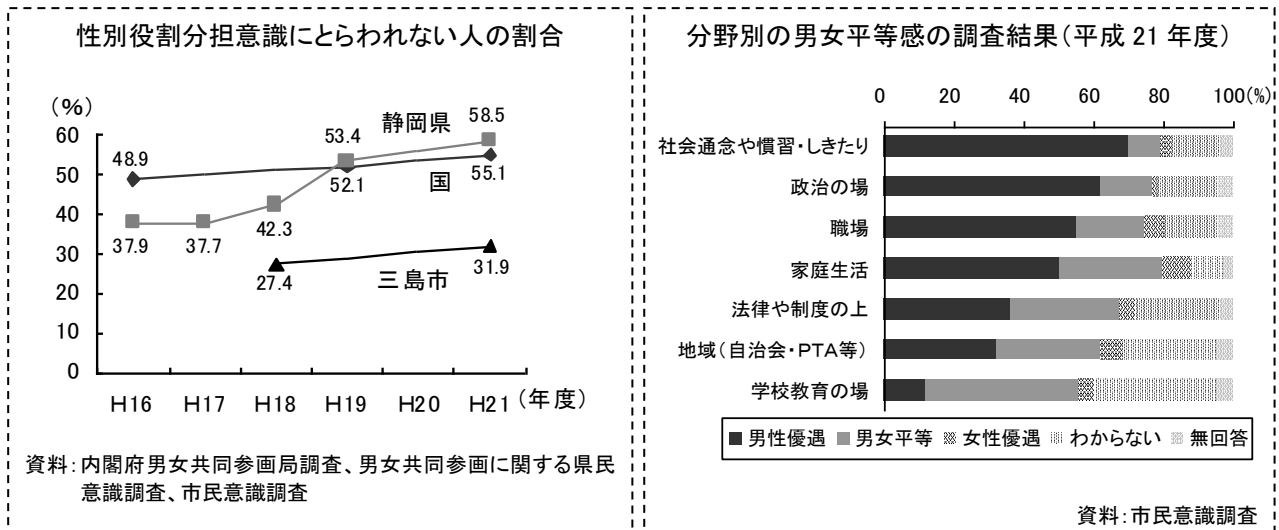 性別役割分担意識にとらわれない人の割合
(%)
60
50
40
30
20
10
0
48.9
37.9
37.7
42.3
53.4
52.1
58.5
55.1
27.4
31.9
静岡県
国
三島市
H16 H17 H18 H19 H20 H21 (年度)
資料:内閣府男女共同参画局調査、男女共同参画に関する県民
意識調査、市民意識調査
分野別の男女平等感の調査結果(平成 21 年度)
0 20 40 60 80 100(%)
社会通念や慣習・しきたり
政治の場
職場
家庭生活
法律や制度の上
地域(自治会・PTA等)
学校教育の場
男性優遇 男女平等 女性優遇 わからない 無回答
資料:市民意識調査